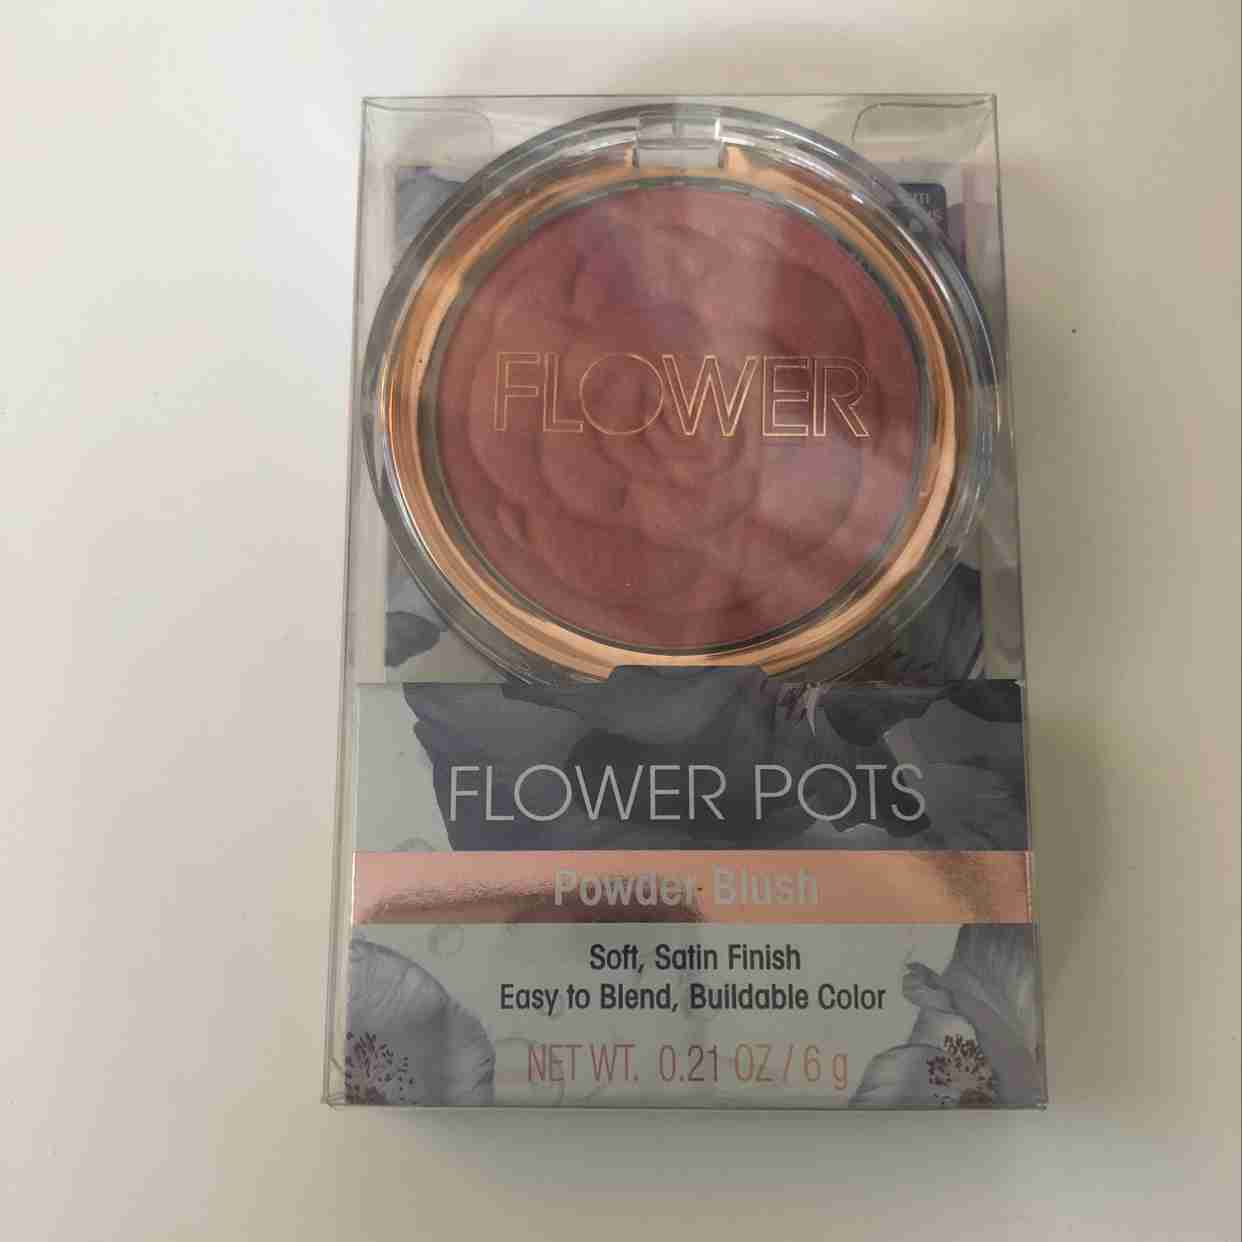 FLOWER
FLOWER POTS
Powder Blush
Soft, Satin Finish
Easy to Blend, Buildable Color
NET WT. 0.21 OZ / 6 g